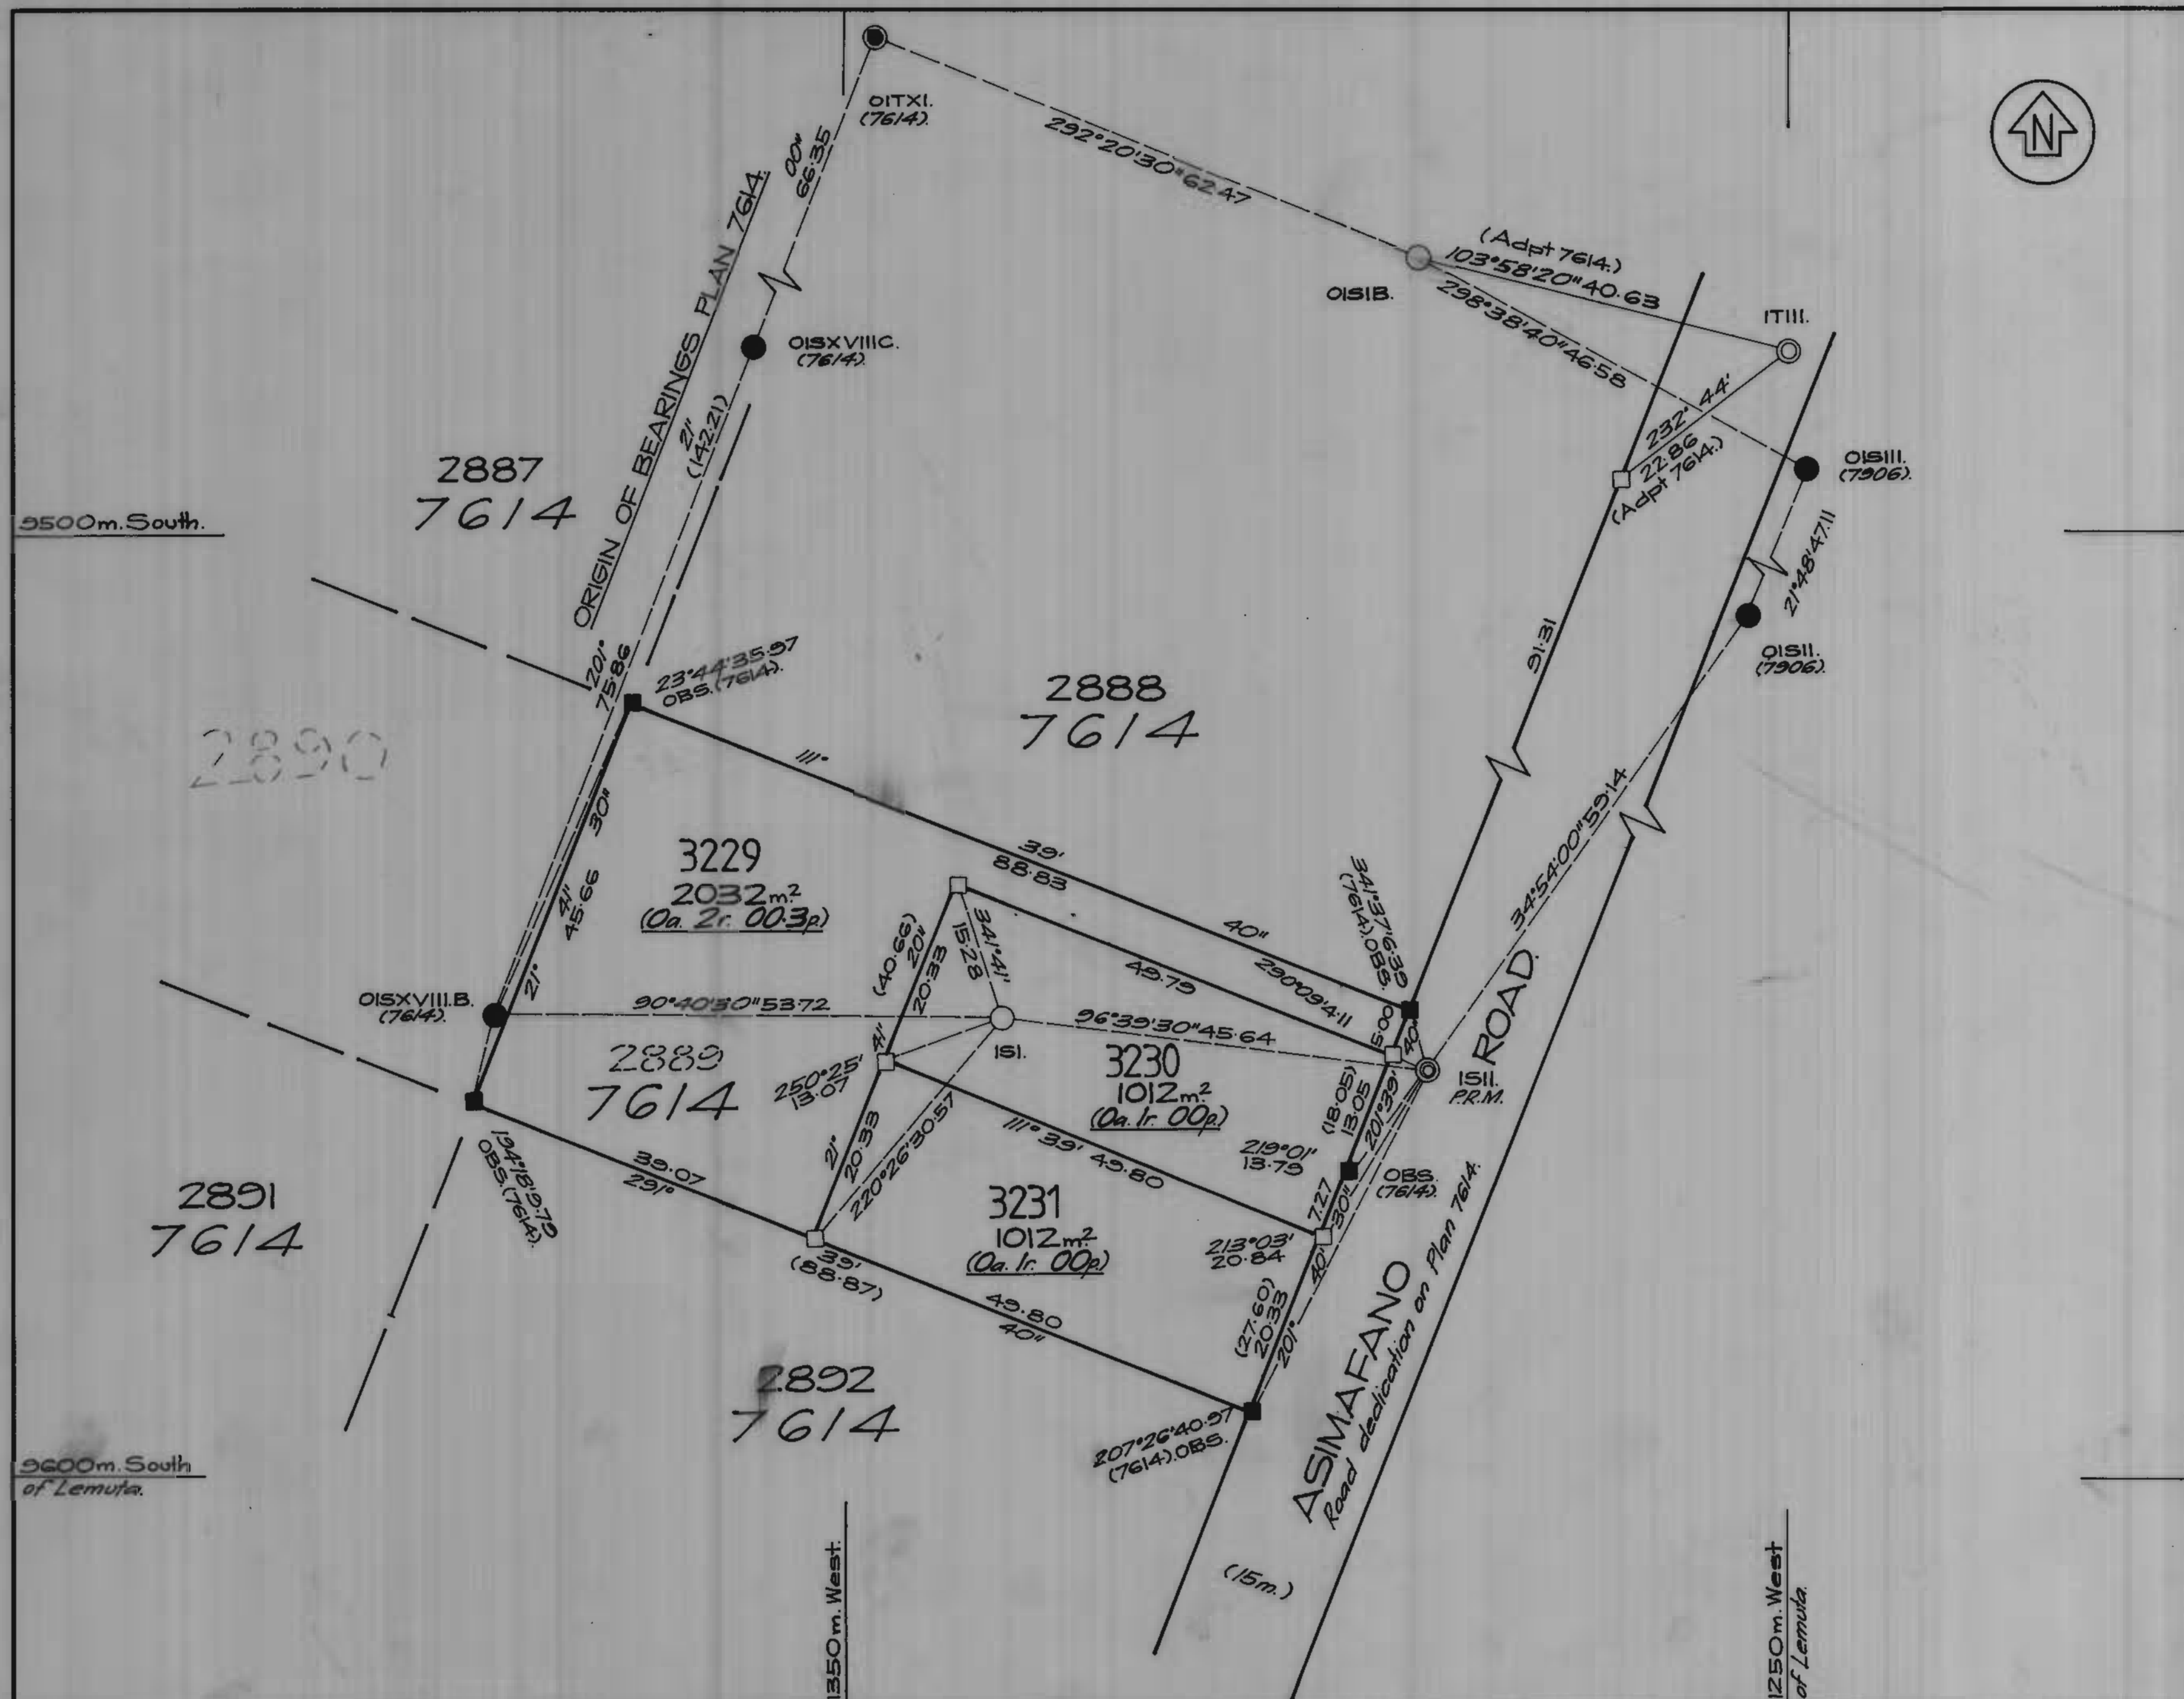 N
OITXI.
(7614).
00"
66·35
292°20'30" 62·47
ORIGIN OF BEARINGS PLAN 7614.
OISXVIIIC.
(7614).
21'
(142·21)
(Adpt 7614.)
103°58'20" 40·63
OISIB.
298°38'40" 46·58
ITIII.
232° 44'
22·86
(Adpt 7614.)
OISIII.
(7906).
2887
7614
9500m. South.
21°48' 47·11
OISII.
(7906).
91·31
201°
75·86
23°44' 35·97
OBS. (7614).
2888
7614
2890
111°
39'
88·83
40"
34°54'00" 59·14
30"
41'
45·66
21°
3229
2032m²
(0a. 2r. 00·3p.)
(40·66)
20"
20·33
341°41'
15·28
49·79
290°09' 4·11
341°37' 6·39
(7614). OBS.
5·00
40"
OISXVIII.B.
(7614).
90°40'30" 53·72
96°39'30" 45·64
ISI.
41'
ISII.
P.R.M.
2889
7614
250°25'
13·07
3230
1012m²
(0a. 1r. 00p.)
(18·05)
13·05
201°39'
111° 39' 49·80
219°01'
13·79
OBS.
(7614).
21°
20·33
220°26' 30·57
194°18' 9·79
OBS. (7614).
39·07
291°
3231
1012m²
(0a. 1r. 00p.)
7·27
30"
213°03'
20·84
40'
2891
7614
39'
(88·87)
49·80
40"
(27·60)
20·33
201°
2892
7614
207°26' 40·97
(7614). OBS.
ASIMAFANO ROAD.
Road dedication on Plan 7614.
9600m. South
of Lemuta.
(15m.)
1350m. West.
1250m. West
of Lemuta.